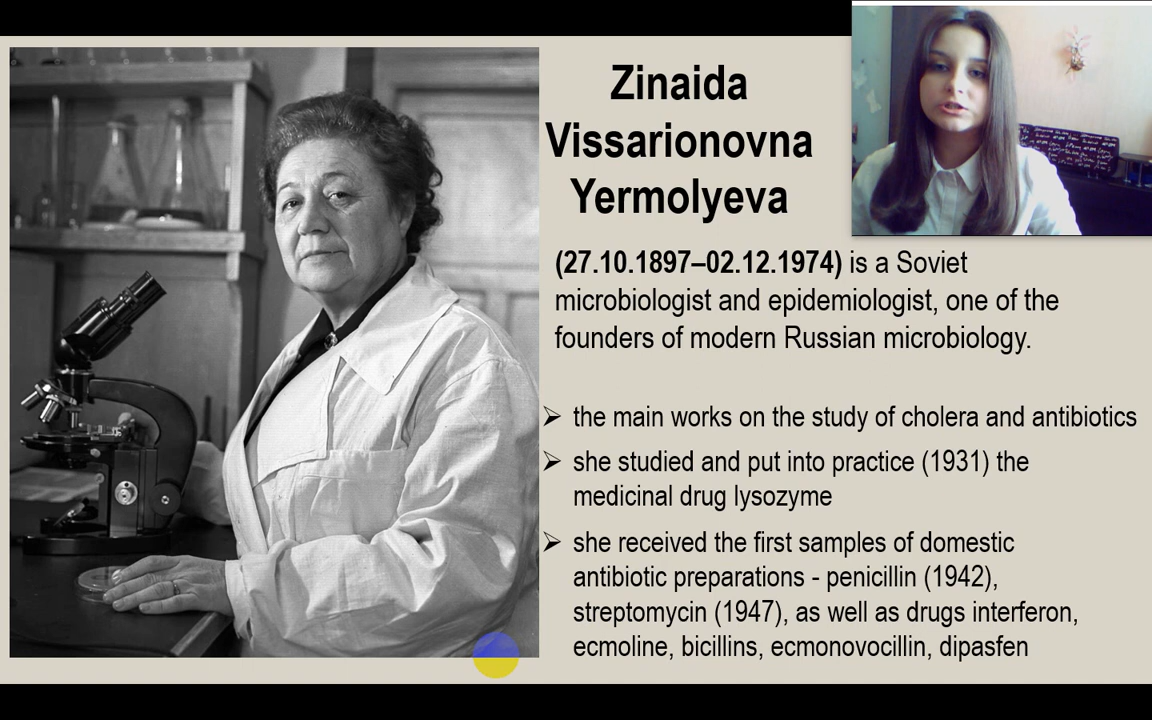 Zinaida
Vissarionovna
Yermolyeva
(27.10.1897–02.12.1974) is a Soviet
microbiologist and epidemiologist, one of the
founders of modern Russian microbiology.
➢ the main works on the study of cholera and antibiotics
➢ she studied and put into practice (1931) the
medicinal drug lysozyme
➢ she received the first samples of domestic
antibiotic preparations - penicillin (1942),
streptomycin (1947), as well as drugs interferon,
ecmoline, bicillins, ecmonovocillin, dipasfen